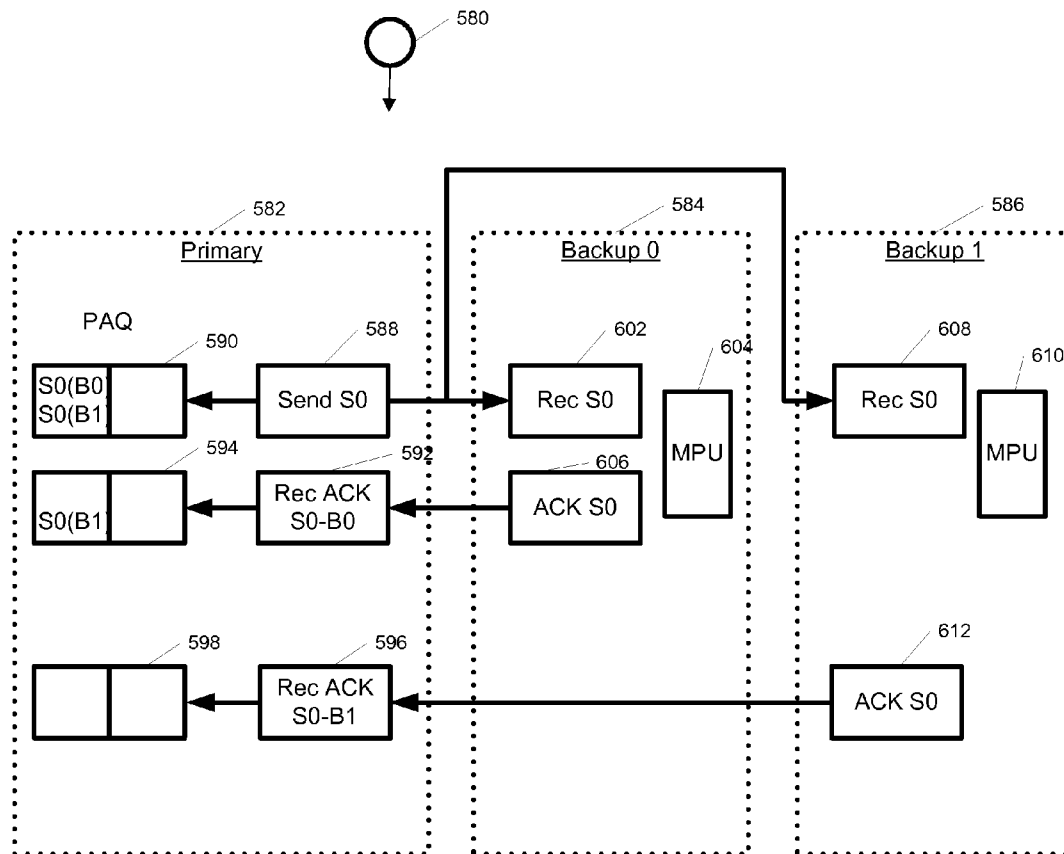 580
582
584
586
Primary
Backup 0
Backup 1
PAQ
590
588
602
604
608
610
S0(B0)
S0(B1)
Send S0
Rec S0
MPU
Rec S0
MPU
594
592
606
S0(B1)
Rec ACK
S0-B0
ACK S0
598
596
612
Rec ACK
S0-B1
ACK S0